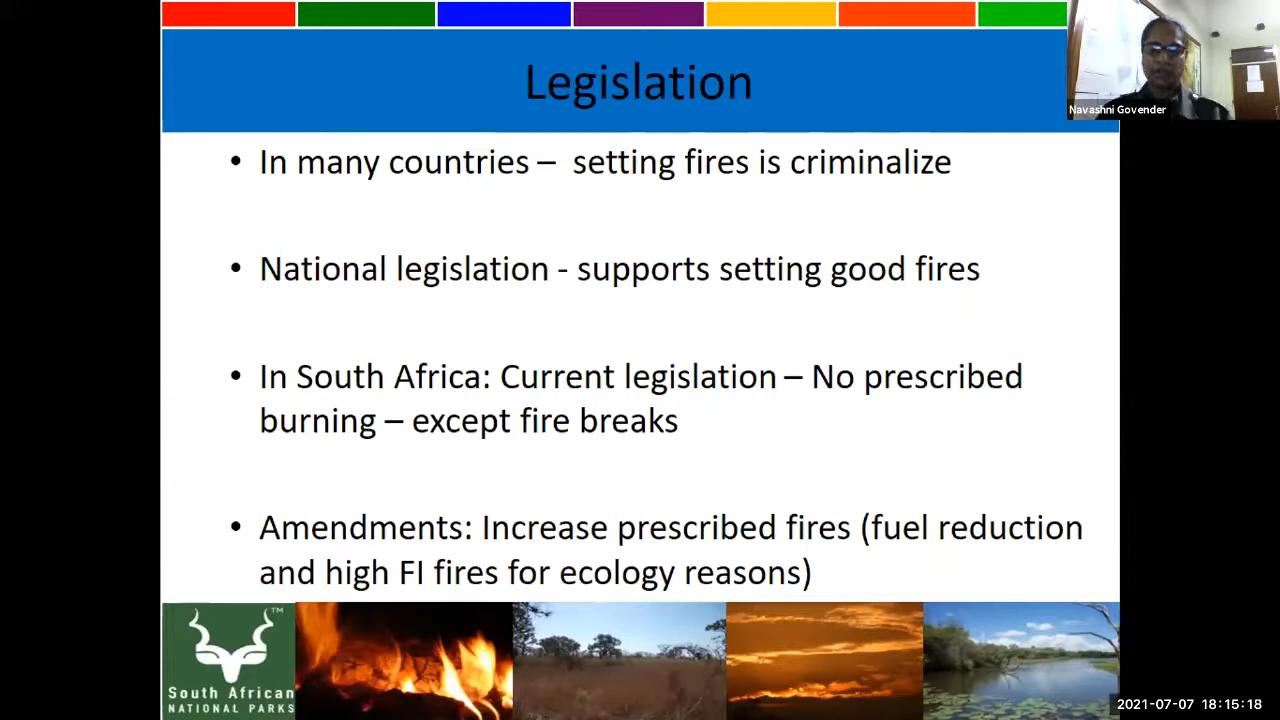 Legislation
Navashni Govender
• In many countries –  setting fires is criminalize
• National legislation - supports setting good fires
• In South Africa: Current legislation – No prescribed
burning – except fire breaks
• Amendments: Increase prescribed fires (fuel reduction
and high FI fires for ecology reasons)
TM
South African
NATIONAL PARKS
2021-07-07 18:15:18